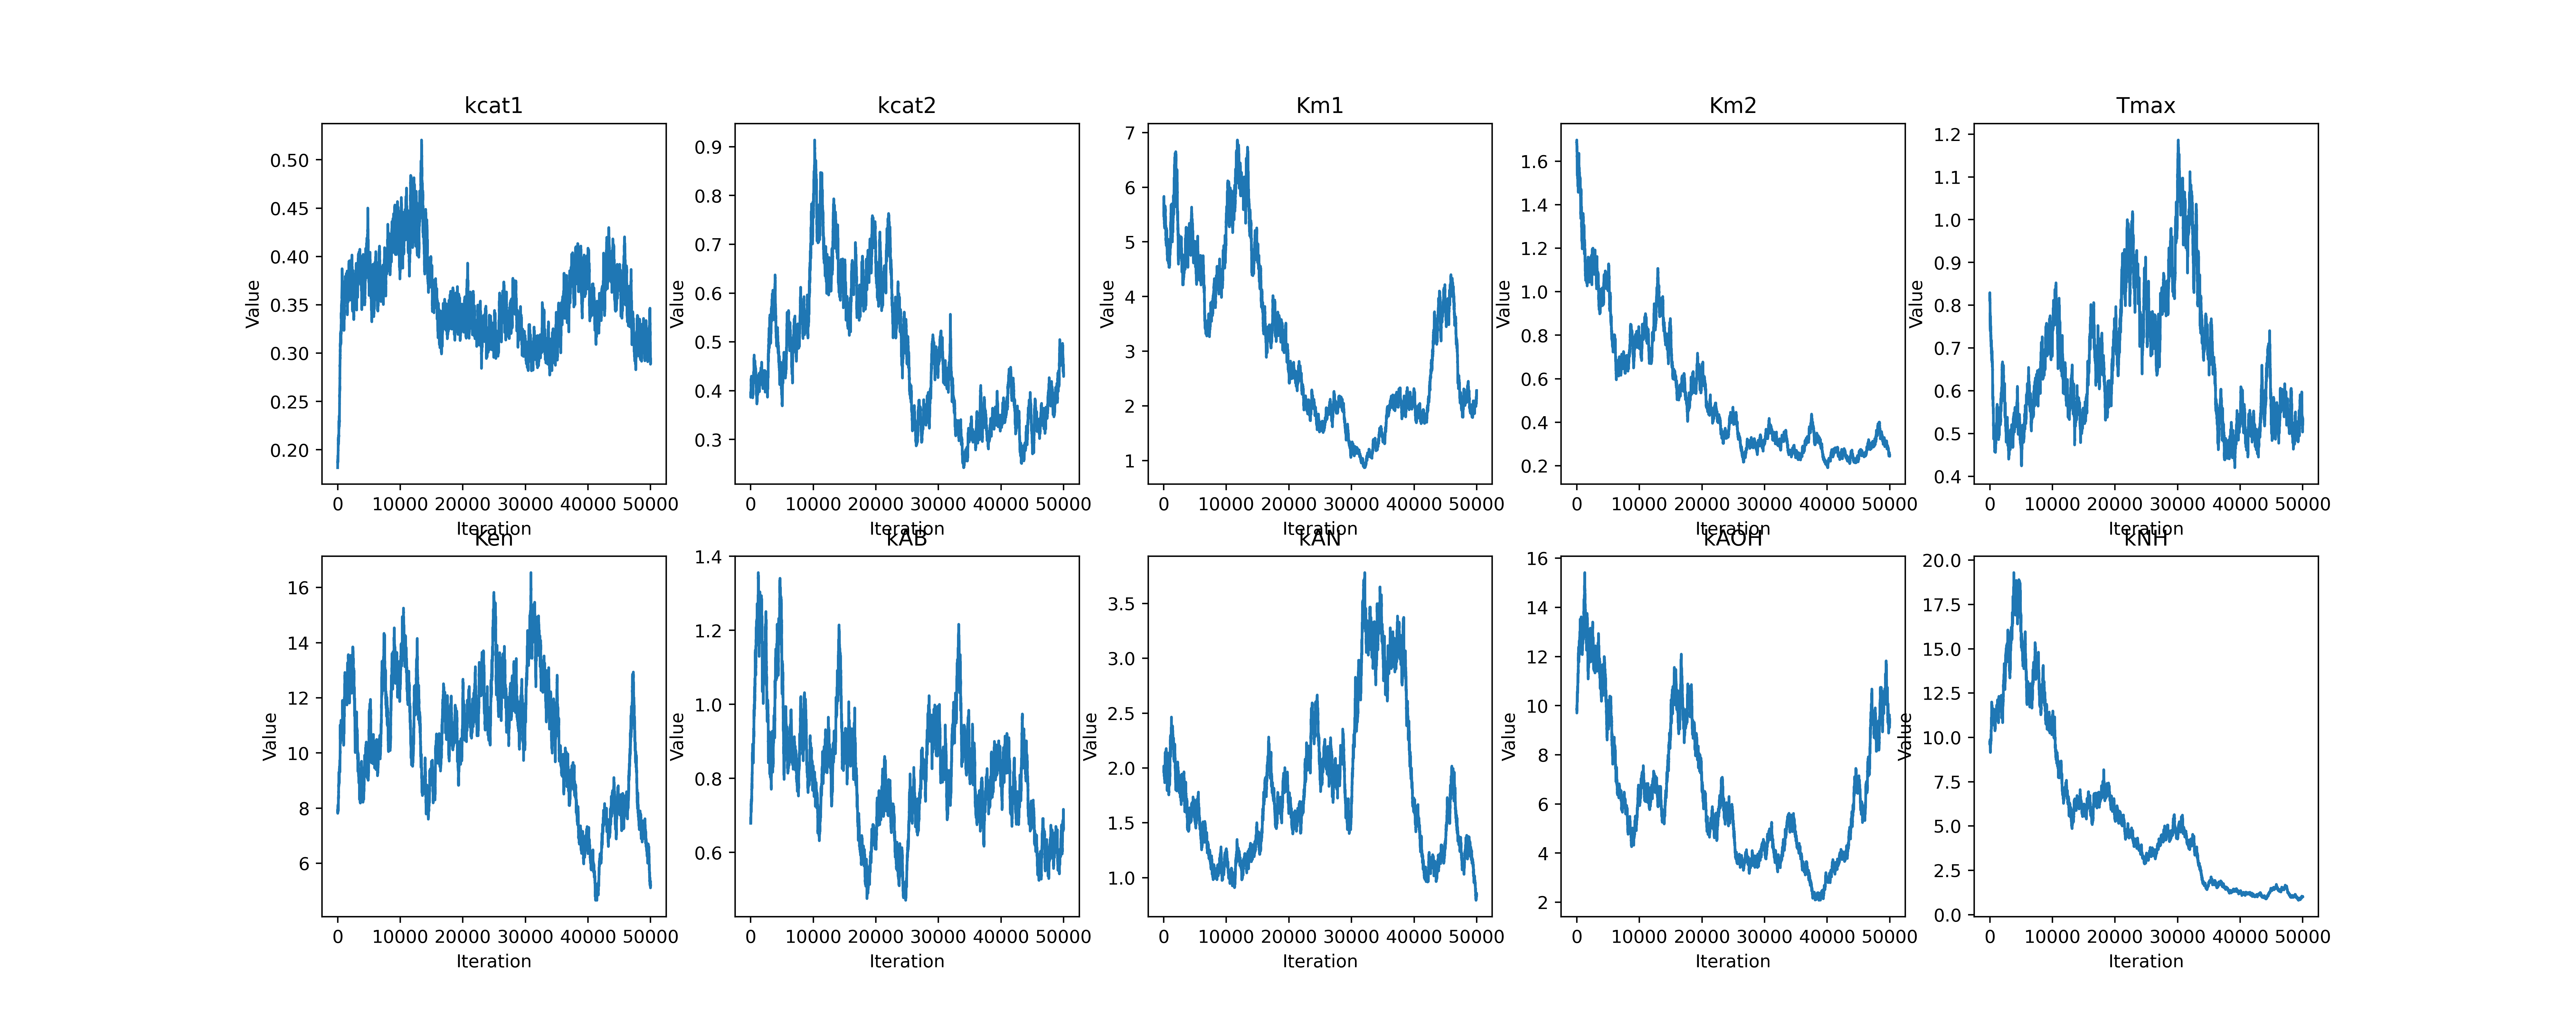 kcat1 kcat2 Km1 Km2 Tmax
0.50 0.45 0.40 0.35 0.30 0.25 0.20
Value
0 10000 20000 30000 40000 50000
Iteration
0.9 0.8 0.7 0.6 0.5 0.4 0.3
Value
0 10000 20000 30000 40000 50000
Iteration
7 6 5 4 3 2 1
Value
0 10000 20000 30000 40000 50000
Iteration
1.6 1.4 1.2 1.0 0.8 0.6 0.4 0.2
Value
0 10000 20000 30000 40000 50000
Iteration
1.2 1.1 1.0 0.9 0.8 0.7 0.6 0.5 0.4
Value
0 10000 20000 30000 40000 50000
Iteration
Ken kAB kAN kAOH kNH
16 14 12 10 8 6
Value
0 10000 20000 30000 40000 50000
Iteration
1.4 1.2 1.0 0.8 0.6
Value
0 10000 20000 30000 40000 50000
Iteration
3.5 3.0 2.5 2.0 1.5 1.0
Value
0 10000 20000 30000 40000 50000
Iteration
16 14 12 10 8 6 4 2
Value
0 10000 20000 30000 40000 50000
Iteration
20.0 17.5 15.0 12.5 10.0 7.5 5.0 2.5 0.0
Value
0 10000 20000 30000 40000 50000
Iteration